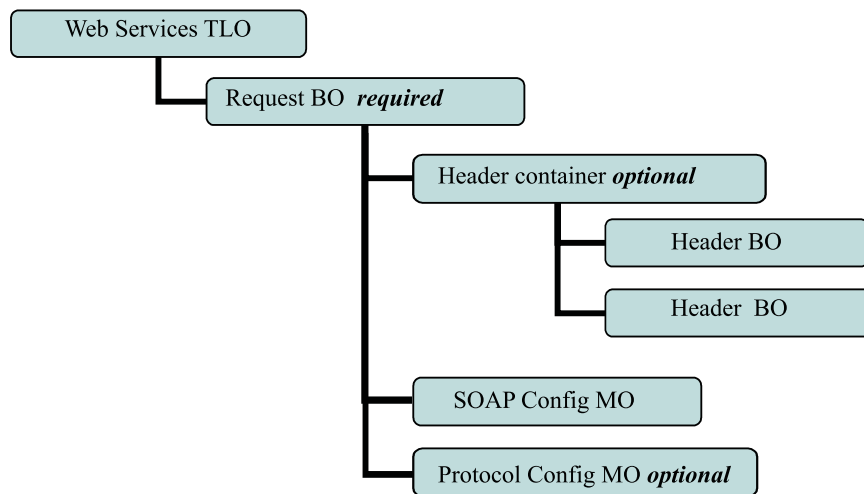 Web Services TLO
Request BO required
Header container optional
Header BO
Header BO
SOAP Config MO
Protocol Config MO optional